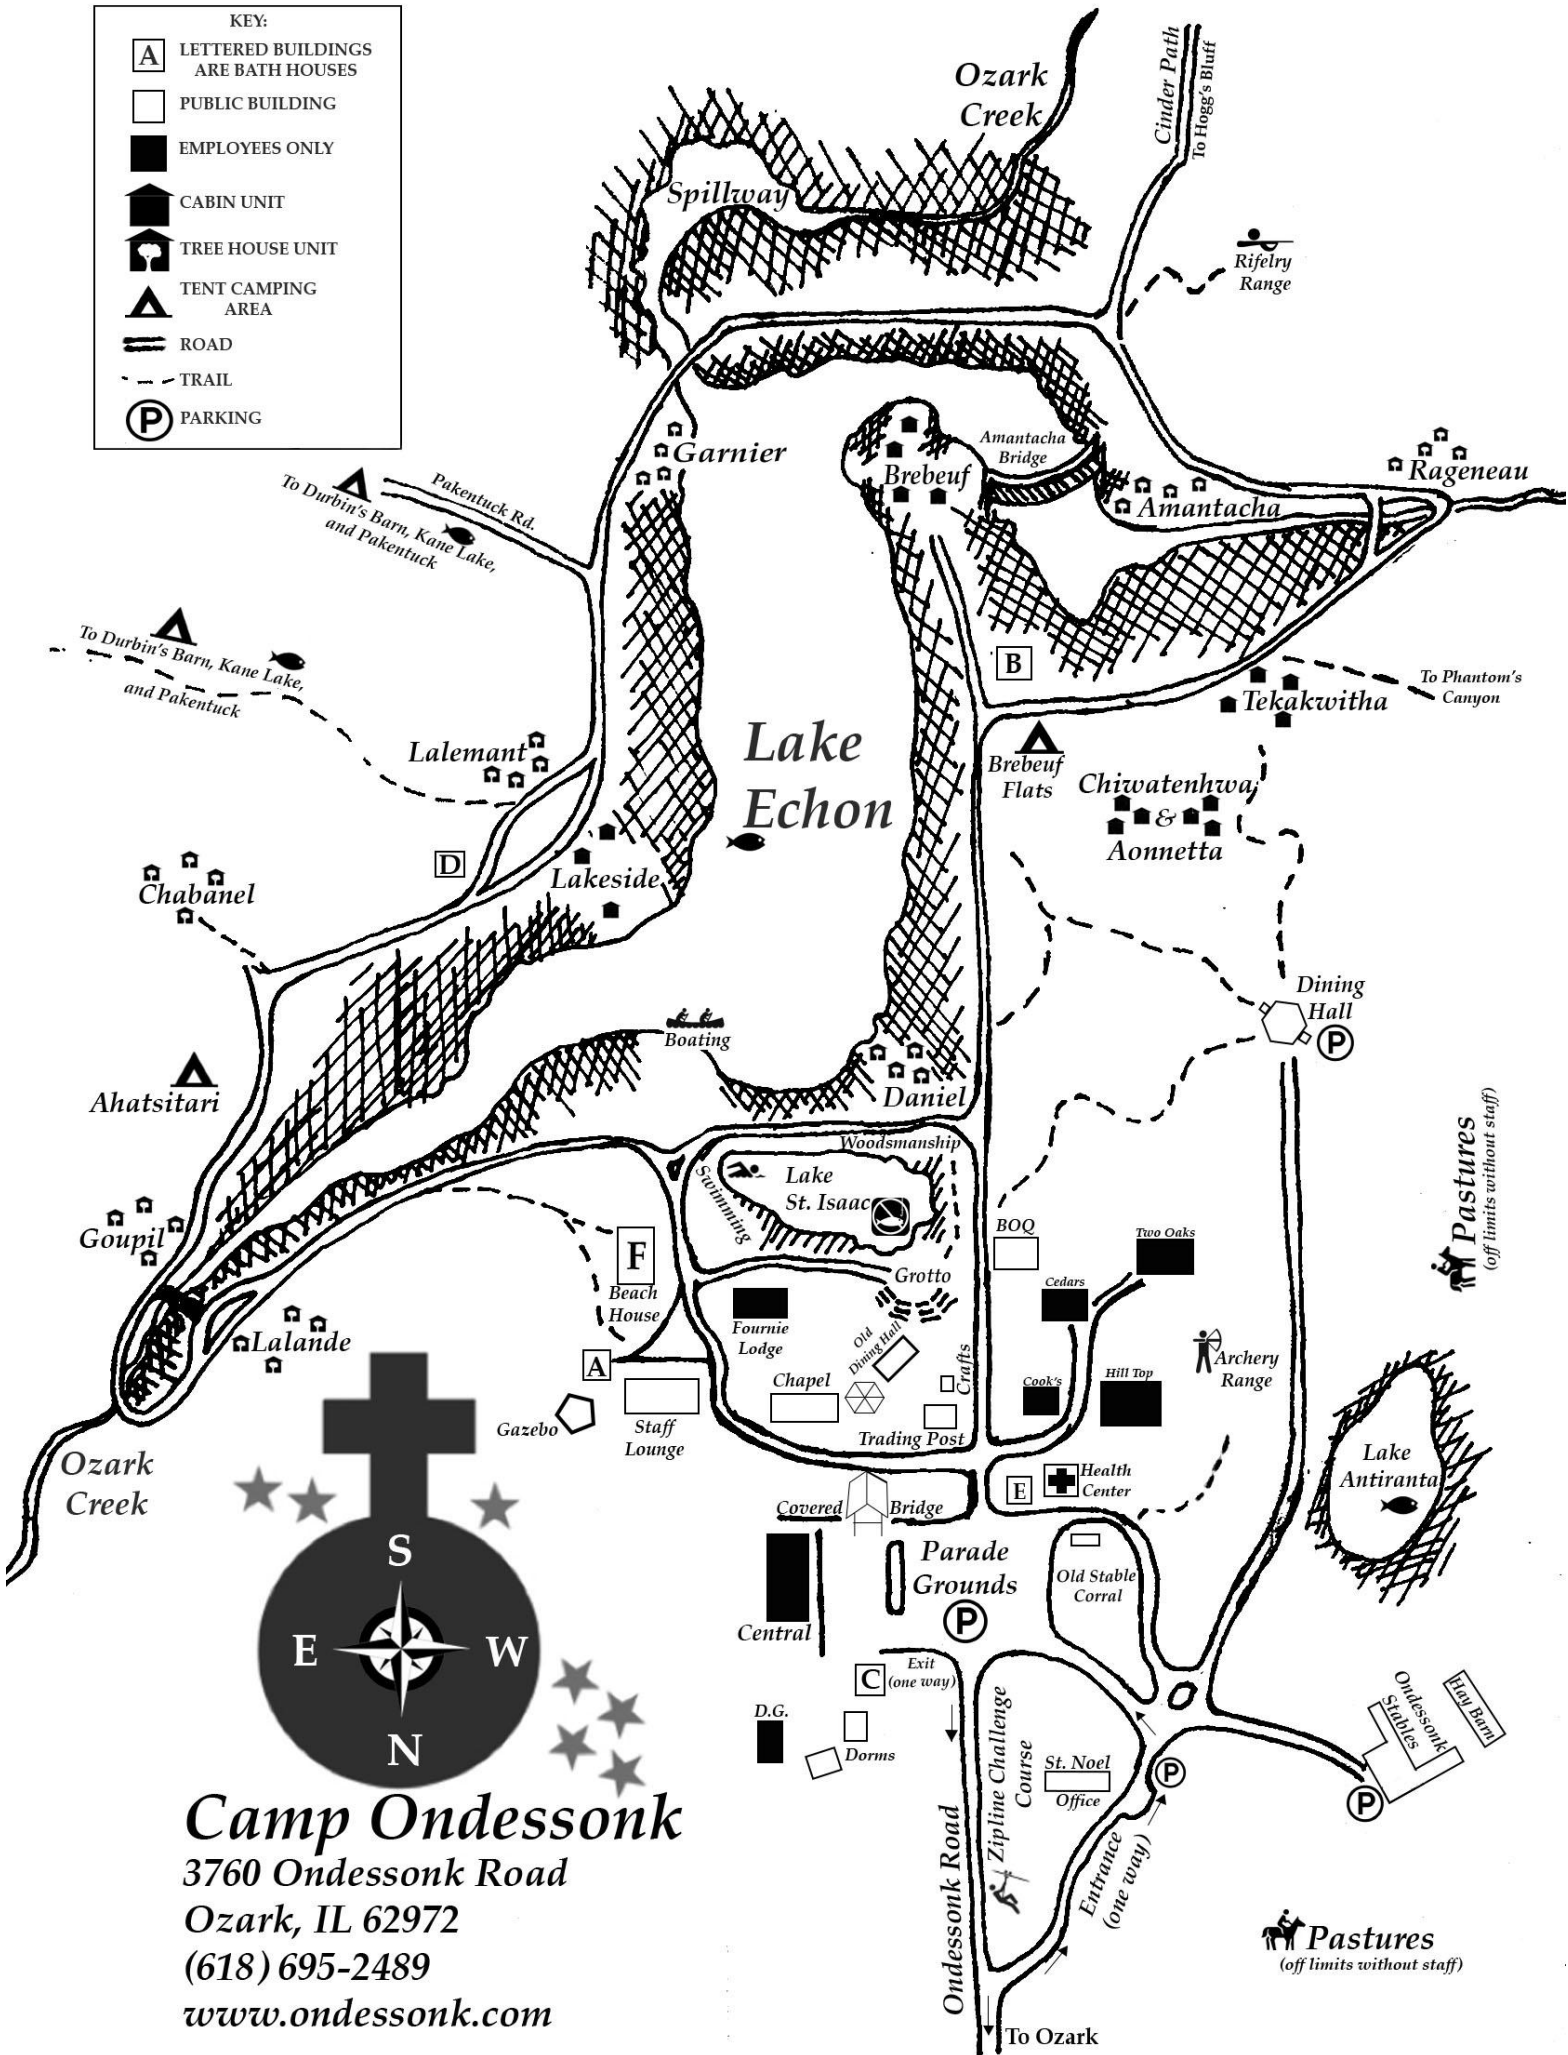 KEY:
A
LETTERED BUILDINGS
ARE BATH HOUSES
PUBLIC BUILDING
EMPLOYEES ONLY
CABIN UNIT
TREE HOUSE UNIT
TENT CAMPING
AREA
ROAD
TRAIL
P
PARKING
Ozark
Creek
Cinder Path
To Hogg's Bluff
Spillway
Rifelry
Range
Garnier
Amantacha
Bridge
Brebeuf
Amantacha
Rageneau
Pakentuck Rd.
To Durbin's Barn, Kane Lake,
and Pakentuck
To Durbin's Barn, Kane Lake,
and Pakentuck
B
To Phantom's
Canyon
Tekakwitha
Lalemant
Lake
Echon
Brebeuf
Flats
Chiwatenhwa
&
Aonnetta
D
Lakeside
Chabanel
Dining
Hall
P
Boating
Ahatsitari
Daniel
Woodsmanship
Swimming
Lake
St. Isaac
Pastures
(off limits without staff)
Goupil
F
Beach
House
BOQ
Two Oaks
Grotto
Cedars
Fournie
Lodge
Old
Dining Hall
Lalande
A
Chapel
Crafts
Cook's
Hill Top
Archery
Range
Gazebo
Staff
Lounge
Trading Post
Ozark
Creek
E
Health
Center
Lake
Antiranta
Covered
Bridge
Parade
Grounds
P
Old Stable
Corral
Central
S
E
W
N
C
Exit
(one way)
D.G.
Dorms
Zipline Challenge
Course
St. Noel
Office
P
Ondessonk
Stables
Hay Barn
P
Entrance
(one way)
Ondessonk Road
Pastures
(off limits without staff)
To Ozark
Camp Ondessonk
3760 Ondessonk Road
Ozark, IL 62972
(618) 695-2489
www.ondessonk.com